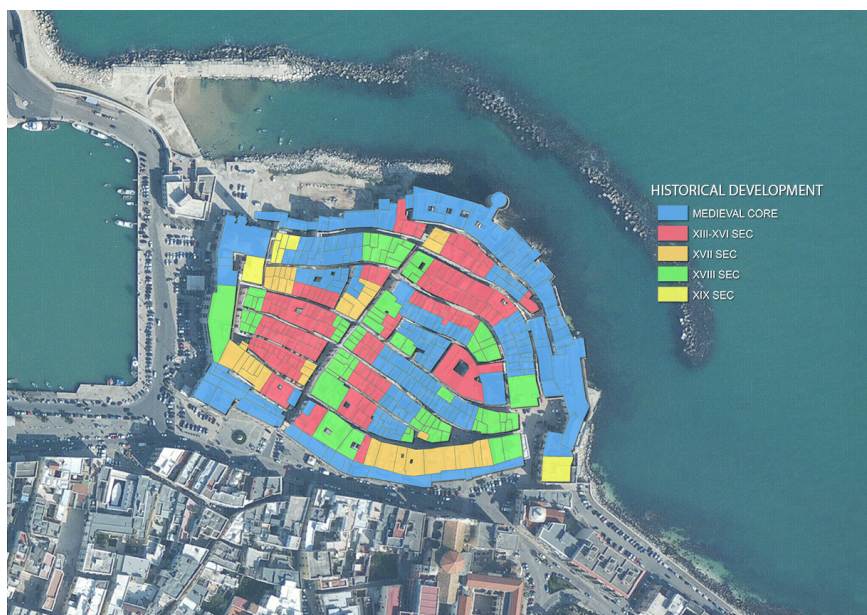 HISTORICAL DEVELOPMENT
MEDIEVAL CORE
XIII-XVI SEC
XVII SEC
XVIII SEC
XIX SEC